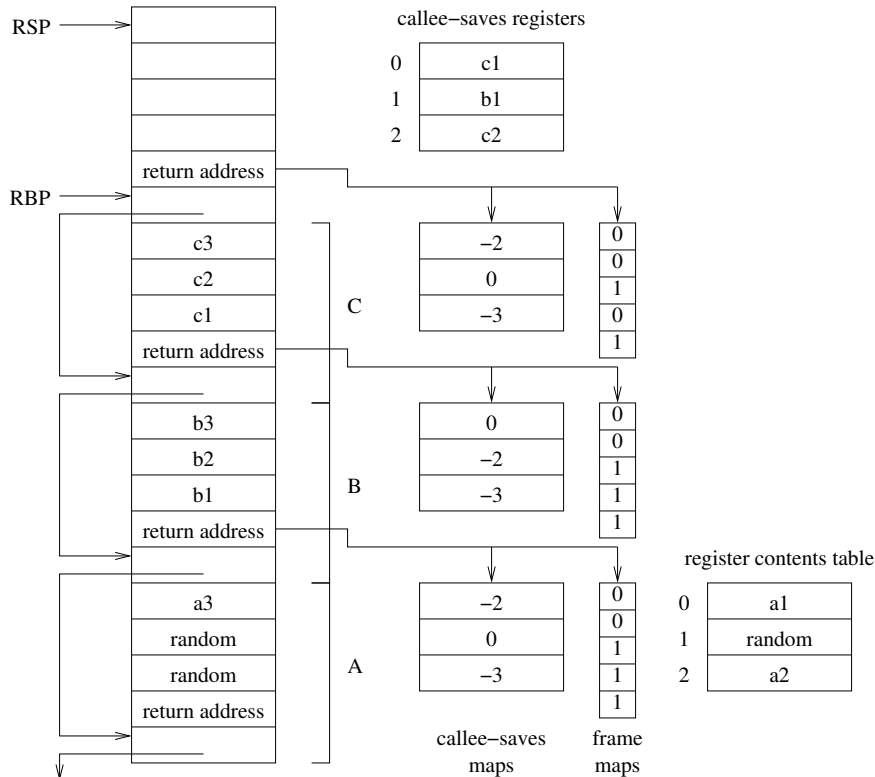 callee−saves registers
RSP
0 c1
1 b1
2 c2
return address
RBP
c3
c2
c1
return address
C
−2
0
−3
0
0
1
0
1
b3
b2
b1
return address
B
0
−2
−3
0
0
1
1
1
a3
random
random
return address
A
−2
0
−3
0
0
1
1
1
register contents table
0 a1
1 random
2 a2
callee−saves
maps
frame
maps